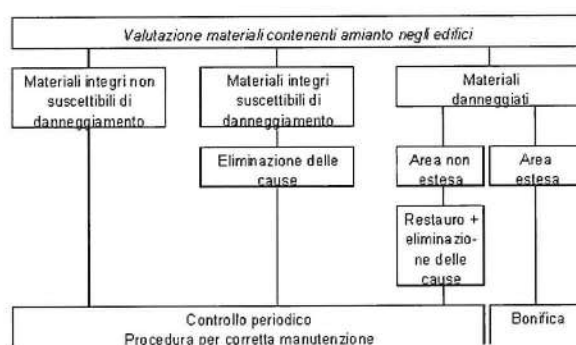 Valutazione materiali contenenti amianto negli edifici
Materiali integri non
suscettibili di
danneggiamento
Materiali integri
suscettibili di
danneggiamento
Materiali
danneggiati
Eliminazione delle
cause
Area non
estesa
Area
estesa
Restauro +
eliminazio-
ne delle
cause
Controllo periodico
Procedura per corretta manutenzione
Bonifica